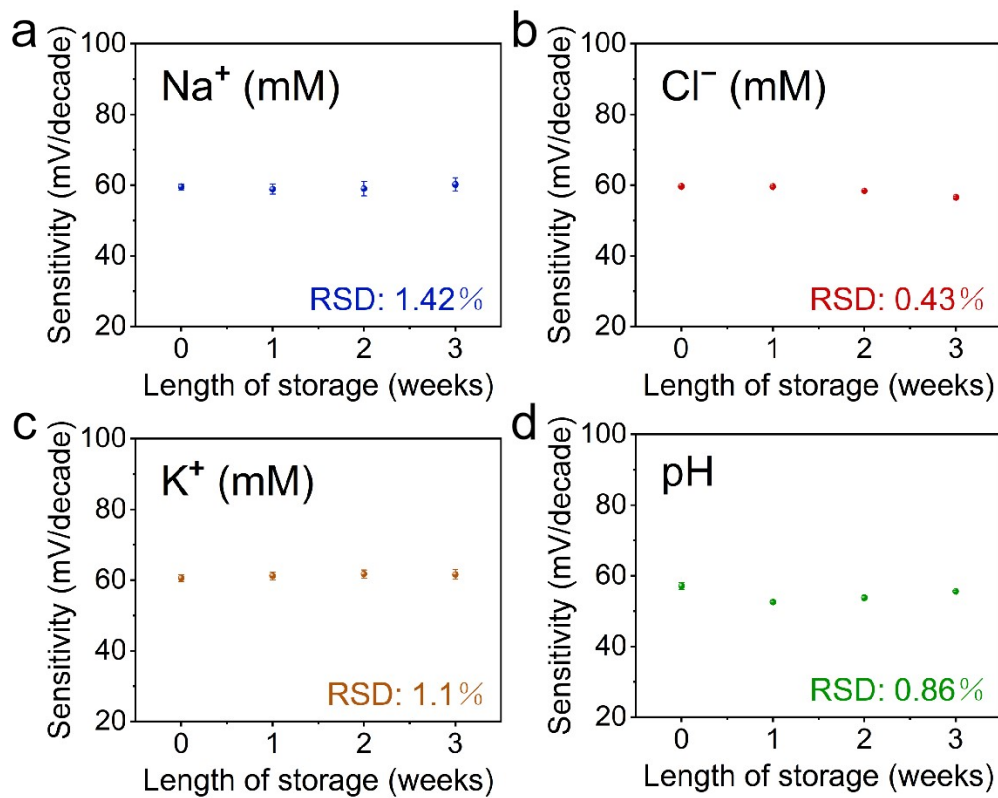 a
Na⁺ (mM)
RSD: 1.42%
Sensitivity (mV/decade)
100
80
60
40
20
0 1 2 3
Length of storage (weeks)
b
Cl⁻ (mM)
RSD: 0.43%
Sensitivity (mV/decade)
100
80
60
40
20
0 1 2 3
Length of storage (weeks)
c
K⁺ (mM)
RSD: 1.1%
Sensitivity (mV/decade)
100
80
60
40
20
0 1 2 3
Length of storage (weeks)
d
pH
RSD: 0.86%
Sensitivity (mV/decade)
100
80
60
40
20
0 1 2 3
Length of storage (weeks)